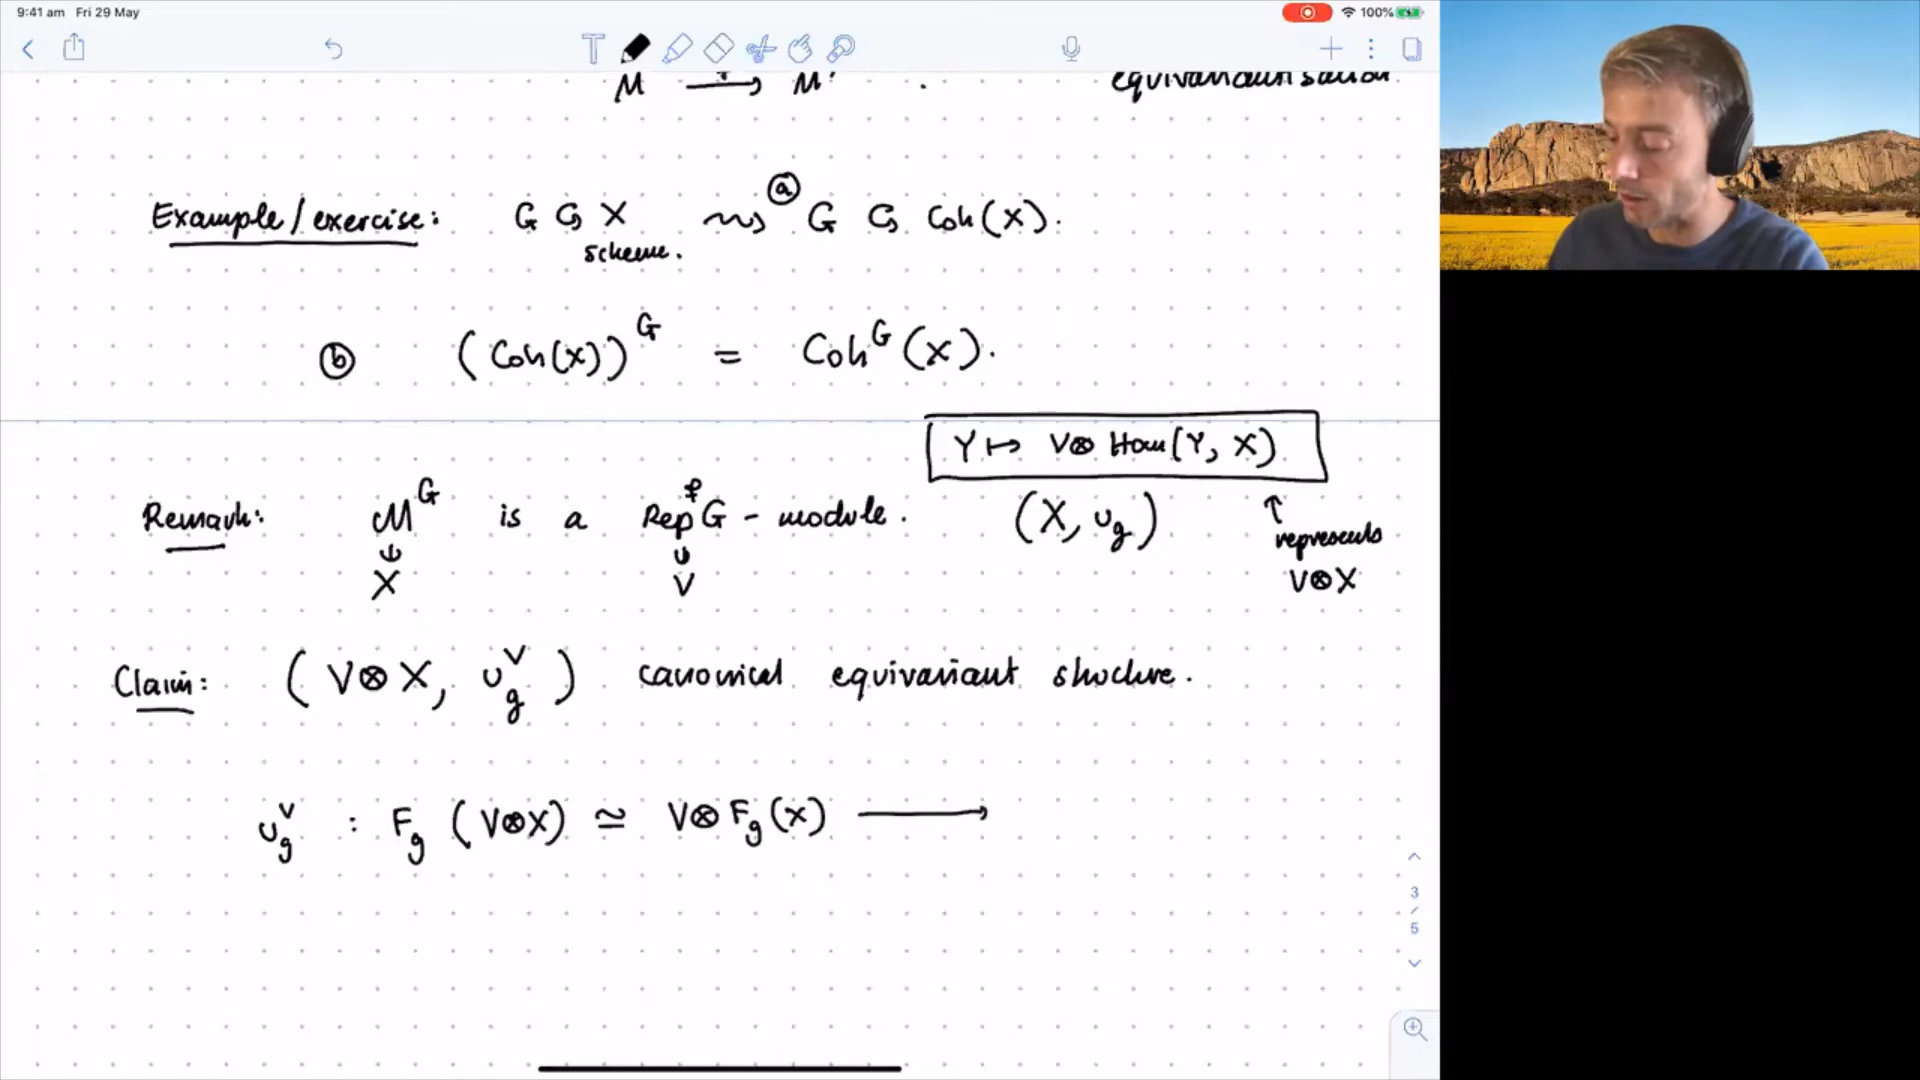 9:41 am Fri 29 May
100%
M → M'. equivariantisation
Example/exercise: G ↻ X ⇝ ⓐ G ↻ Coh(X).
scheme.
ⓑ (Coh(X))^G = Coh^G(X).
Y ↦ V⊗ Hom(Y, X)
Remark: M^G is a Rep^f G - module. (X, u_g) ↑
represents
X V V⊗X
Claim: (V⊗X, u_g^V) canonical equivariant structure.
u_g^V : F_g (V⊗X) ≃ V⊗F_g(X) →
3
/
5